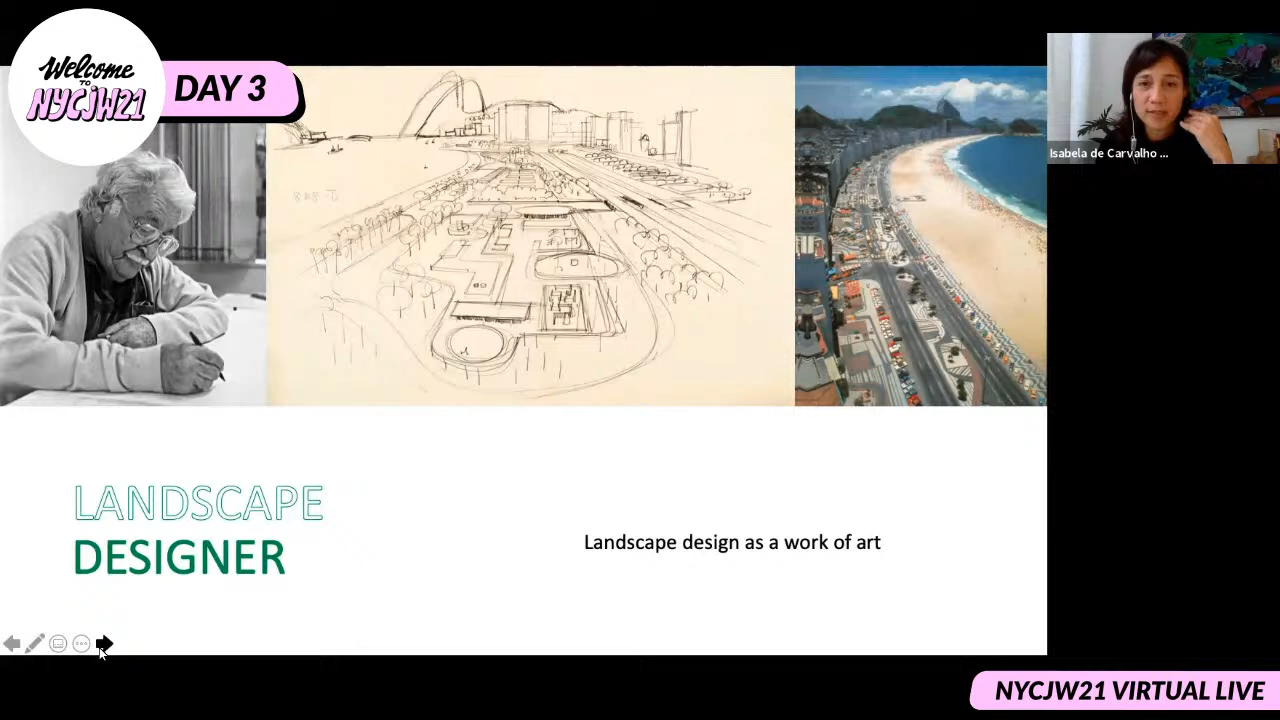 Welcome
TO
NYCJW21
DAY 3
Isabela de Carvalho ...
LANDSCAPE
DESIGNER
Landscape design as a work of art
NYCJW21 VIRTUAL LIVE